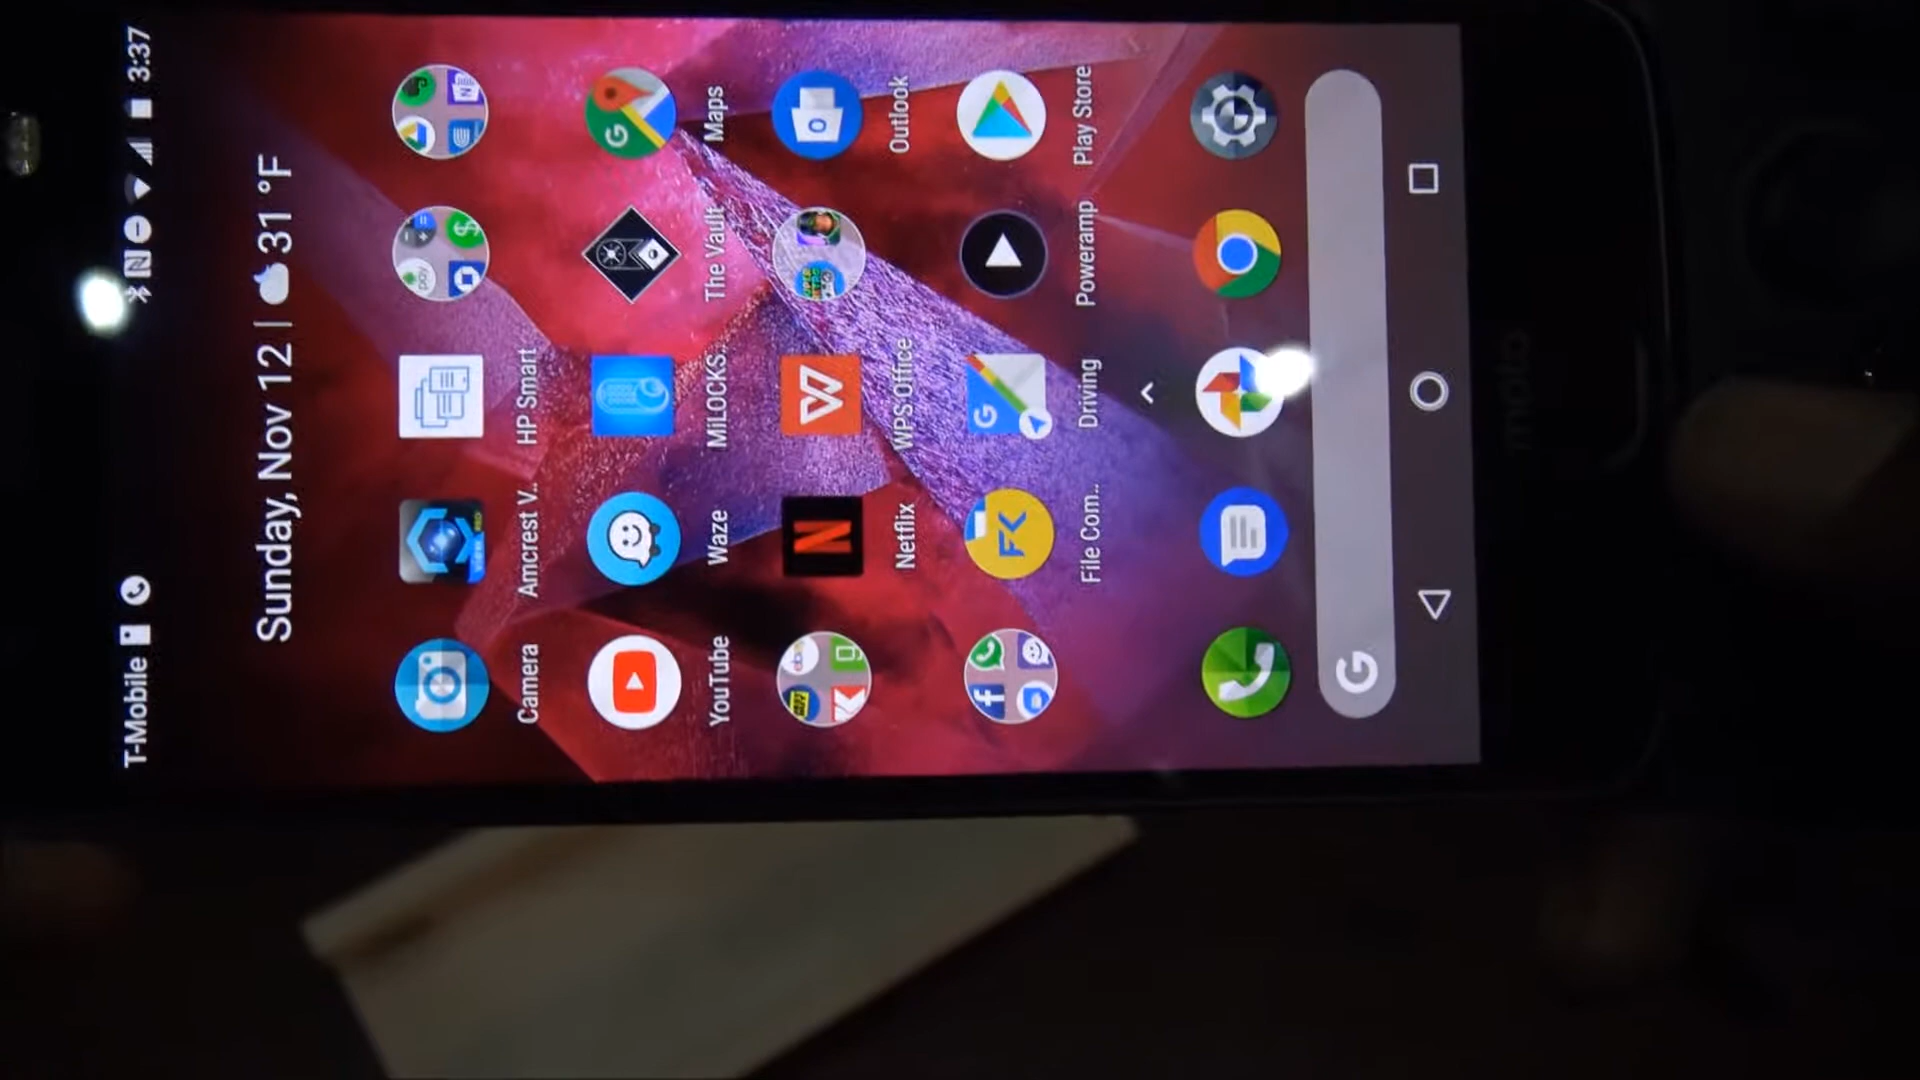 T-Mobile 3:37
Sunday, Nov 12 | 31 °F
Camera
Amcrest V..
HP Smart
YouTube
Waze
MiLOCKS..
The Vault
G
Maps
Netflix
WPS Office
Outlook
File Com..
Driving
Poweramp
Play Store
G
moto